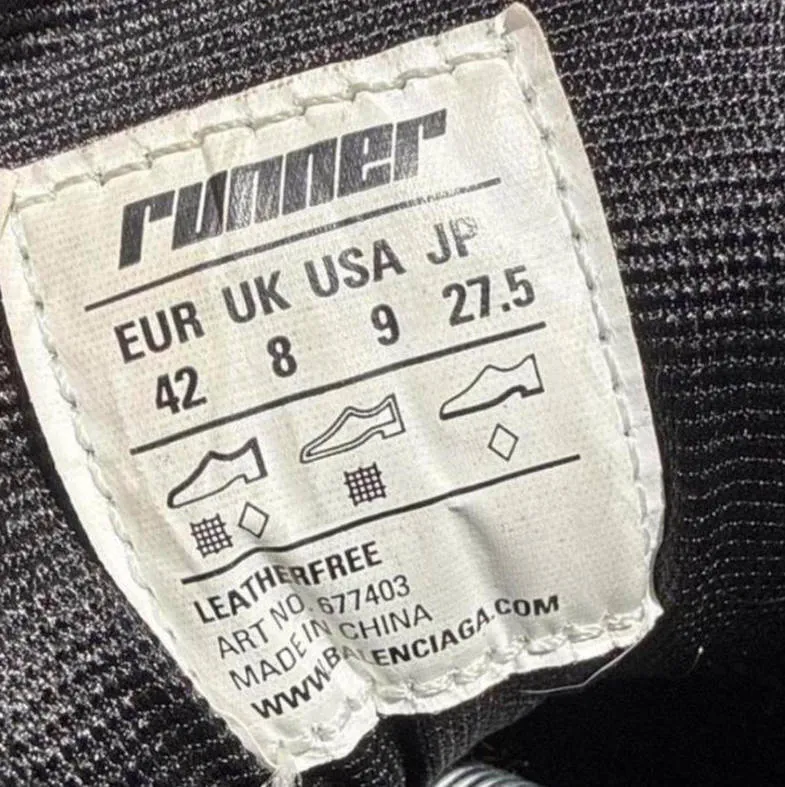 runner
EUR UK USA JP
42 8 9 27.5
LEATHERFREE
ART NO. 677403
MADE IN CHINA
WWW.BALENCIAGA.COM